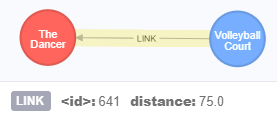 The
Dancer
LINK
Volleyball
Court
LINK <id>: 641 distance: 75.0